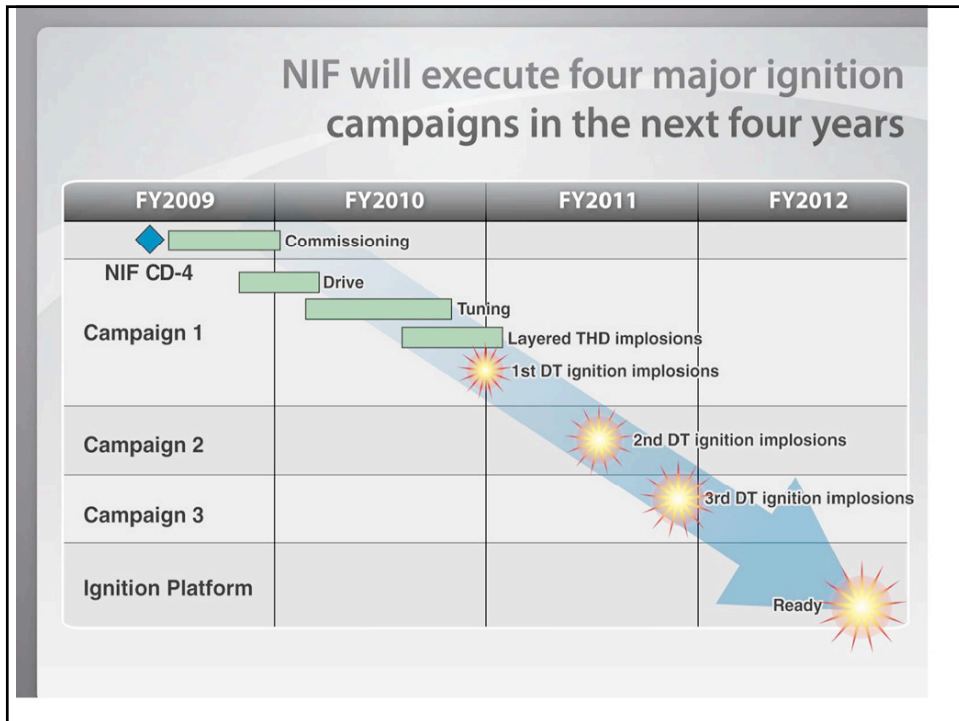 NIF will execute four major ignition
campaigns in the next four years
FY2009 FY2010 FY2011 FY2012
Commissioning
NIF CD-4
Drive
Tuning
Campaign 1
Layered THD implosions
1st DT ignition implosions
Campaign 2
2nd DT ignition implosions
3rd DT ignition implosions
Campaign 3
Ignition Platform
Ready